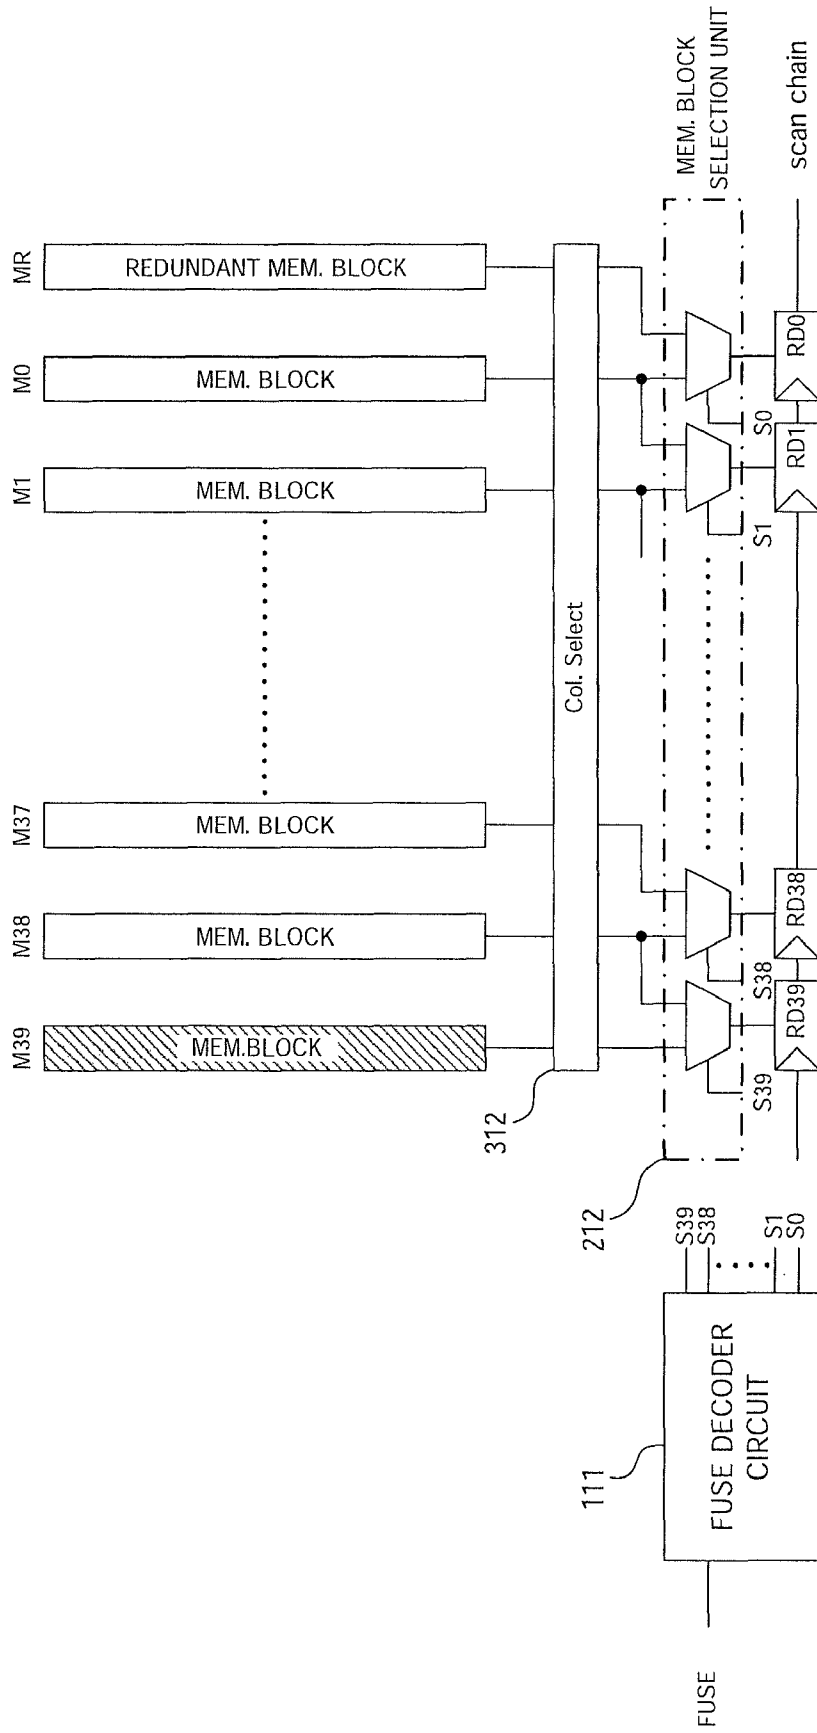 MR
M0
M1
M37
M38
M39
REDUNDANT MEM. BLOCK
MEM. BLOCK
MEM. BLOCK
MEM. BLOCK
MEM. BLOCK
MEM.BLOCK
Col. Select
312
MEM. BLOCK
SELECTION UNIT
212
S0
S1
S38
S39
RD0
RD1
RD38
RD39
scan chain
S39
S38
S1
S0
111
FUSE DECODER
CIRCUIT
FUSE